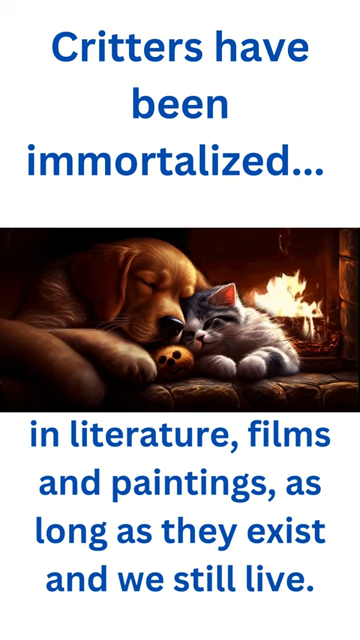 Critters have
been
immortalized...
in literature, films
and paintings, as
long as they exist
and we still live.